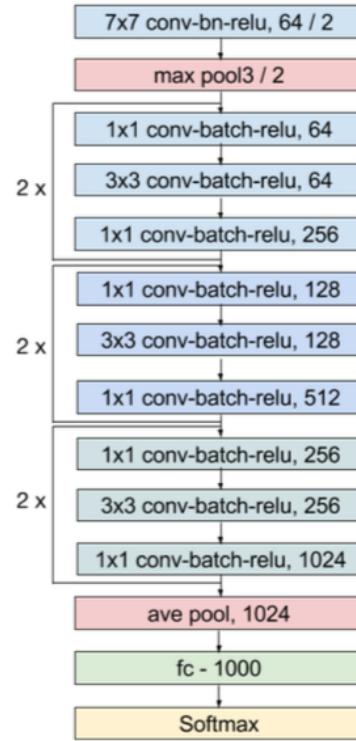 7x7 conv-bn-relu, 64 / 2
max pool3 / 2
1x1 conv-batch-relu, 64
2 x
3x3 conv-batch-relu, 64
1x1 conv-batch-relu, 256
1x1 conv-batch-relu, 128
2 x
3x3 conv-batch-relu, 128
1x1 conv-batch-relu, 512
1x1 conv-batch-relu, 256
2 x
3x3 conv-batch-relu, 256
1x1 conv-batch-relu, 1024
ave pool, 1024
fc - 1000
Softmax